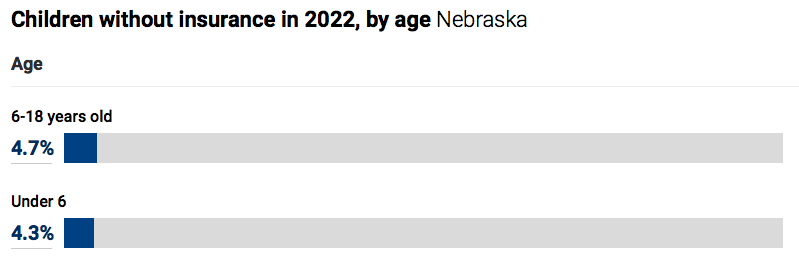 Children without insurance in 2022, by age Nebraska
Age
6-18 years old
4.7%
Under 6
4.3%